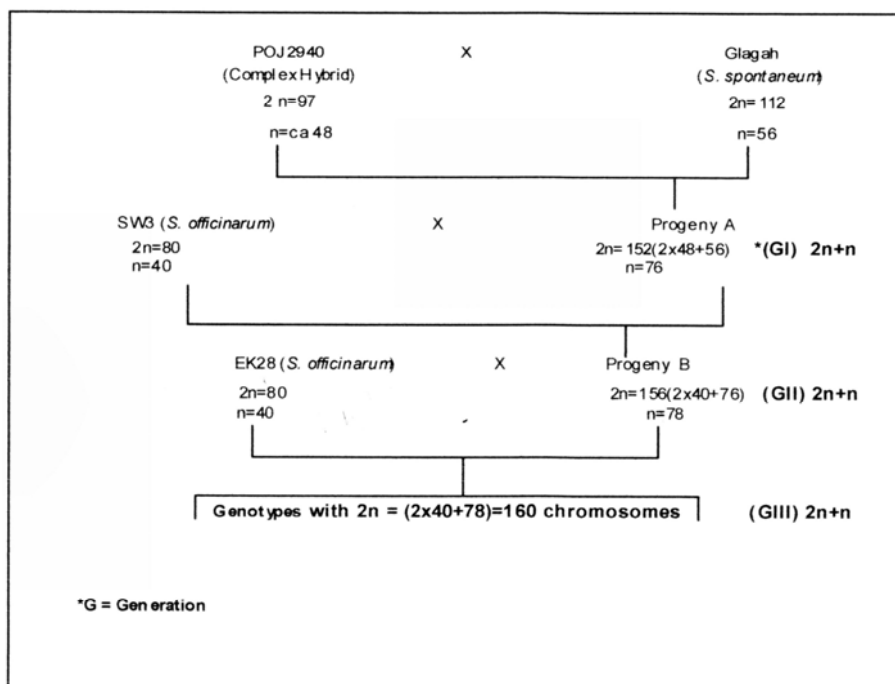 POJ2940 X Glagah
(Complex Hybrid) (S. spontaneum)
2 n=97 2n= 112
n=ca 48 n=56
SW3 (S. officinarum) X Progeny A
2n=80 2n= 152(2x48+56) *(GI) 2n+n
n=40 n=76
EK28 (S. officinarum) X Progeny B
2n=80 2n=156(2x40+76) (GII) 2n+n
n=40 n=78
Genotypes with 2n = (2x40+78)=160 chromosomes (GIII) 2n+n
*G = Generation